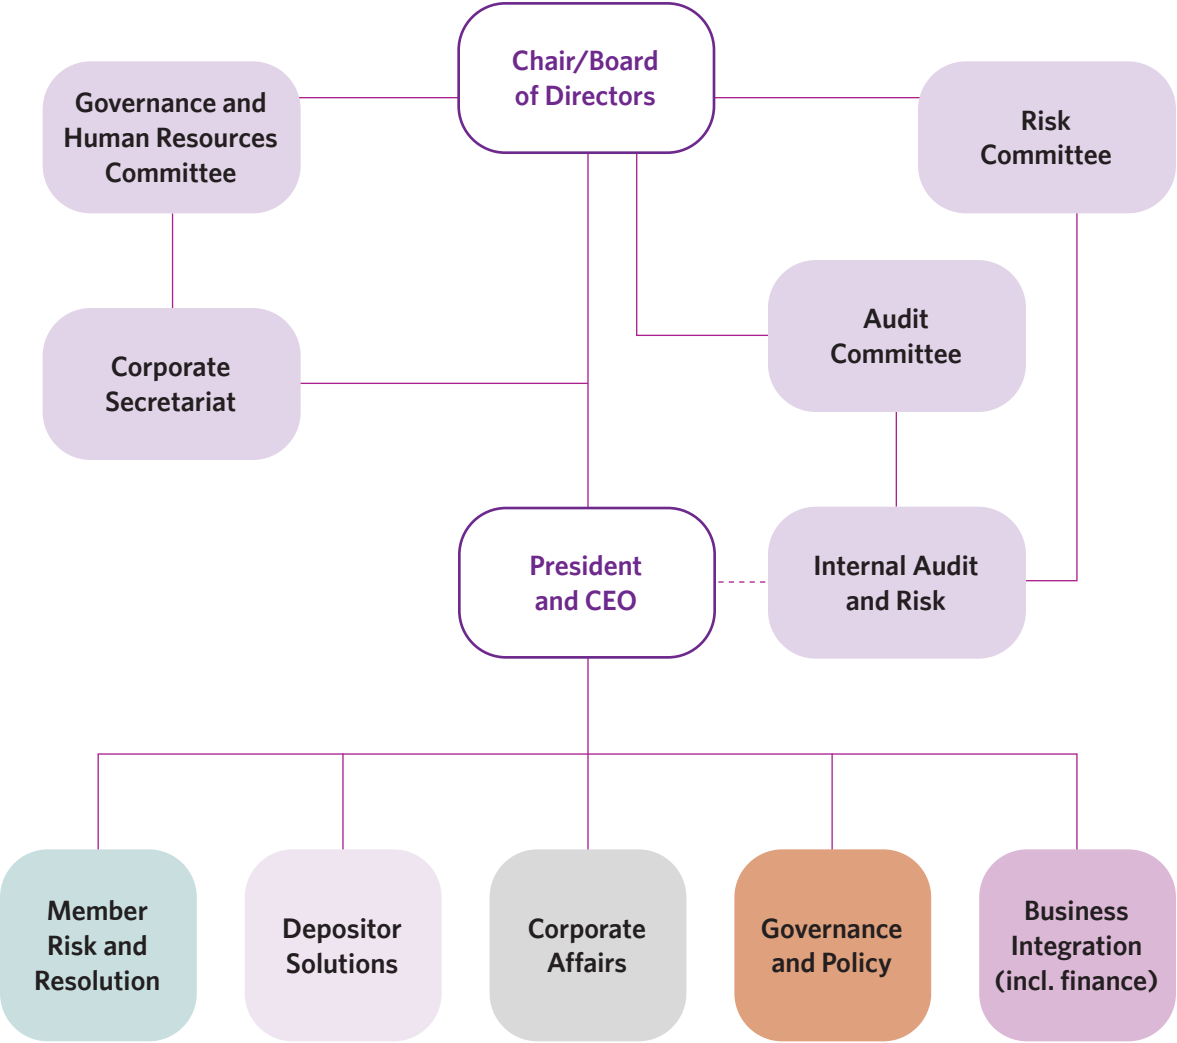 Chair/Board
of Directors
Governance and
Human Resources
Committee
Risk
Committee
Audit
Committee
Corporate
Secretariat
President
and CEO
Internal Audit
and Risk
Member
Risk and
Resolution
Depositor
Solutions
Corporate
Affairs
Governance
and Policy
Business
Integration
(incl. finance)